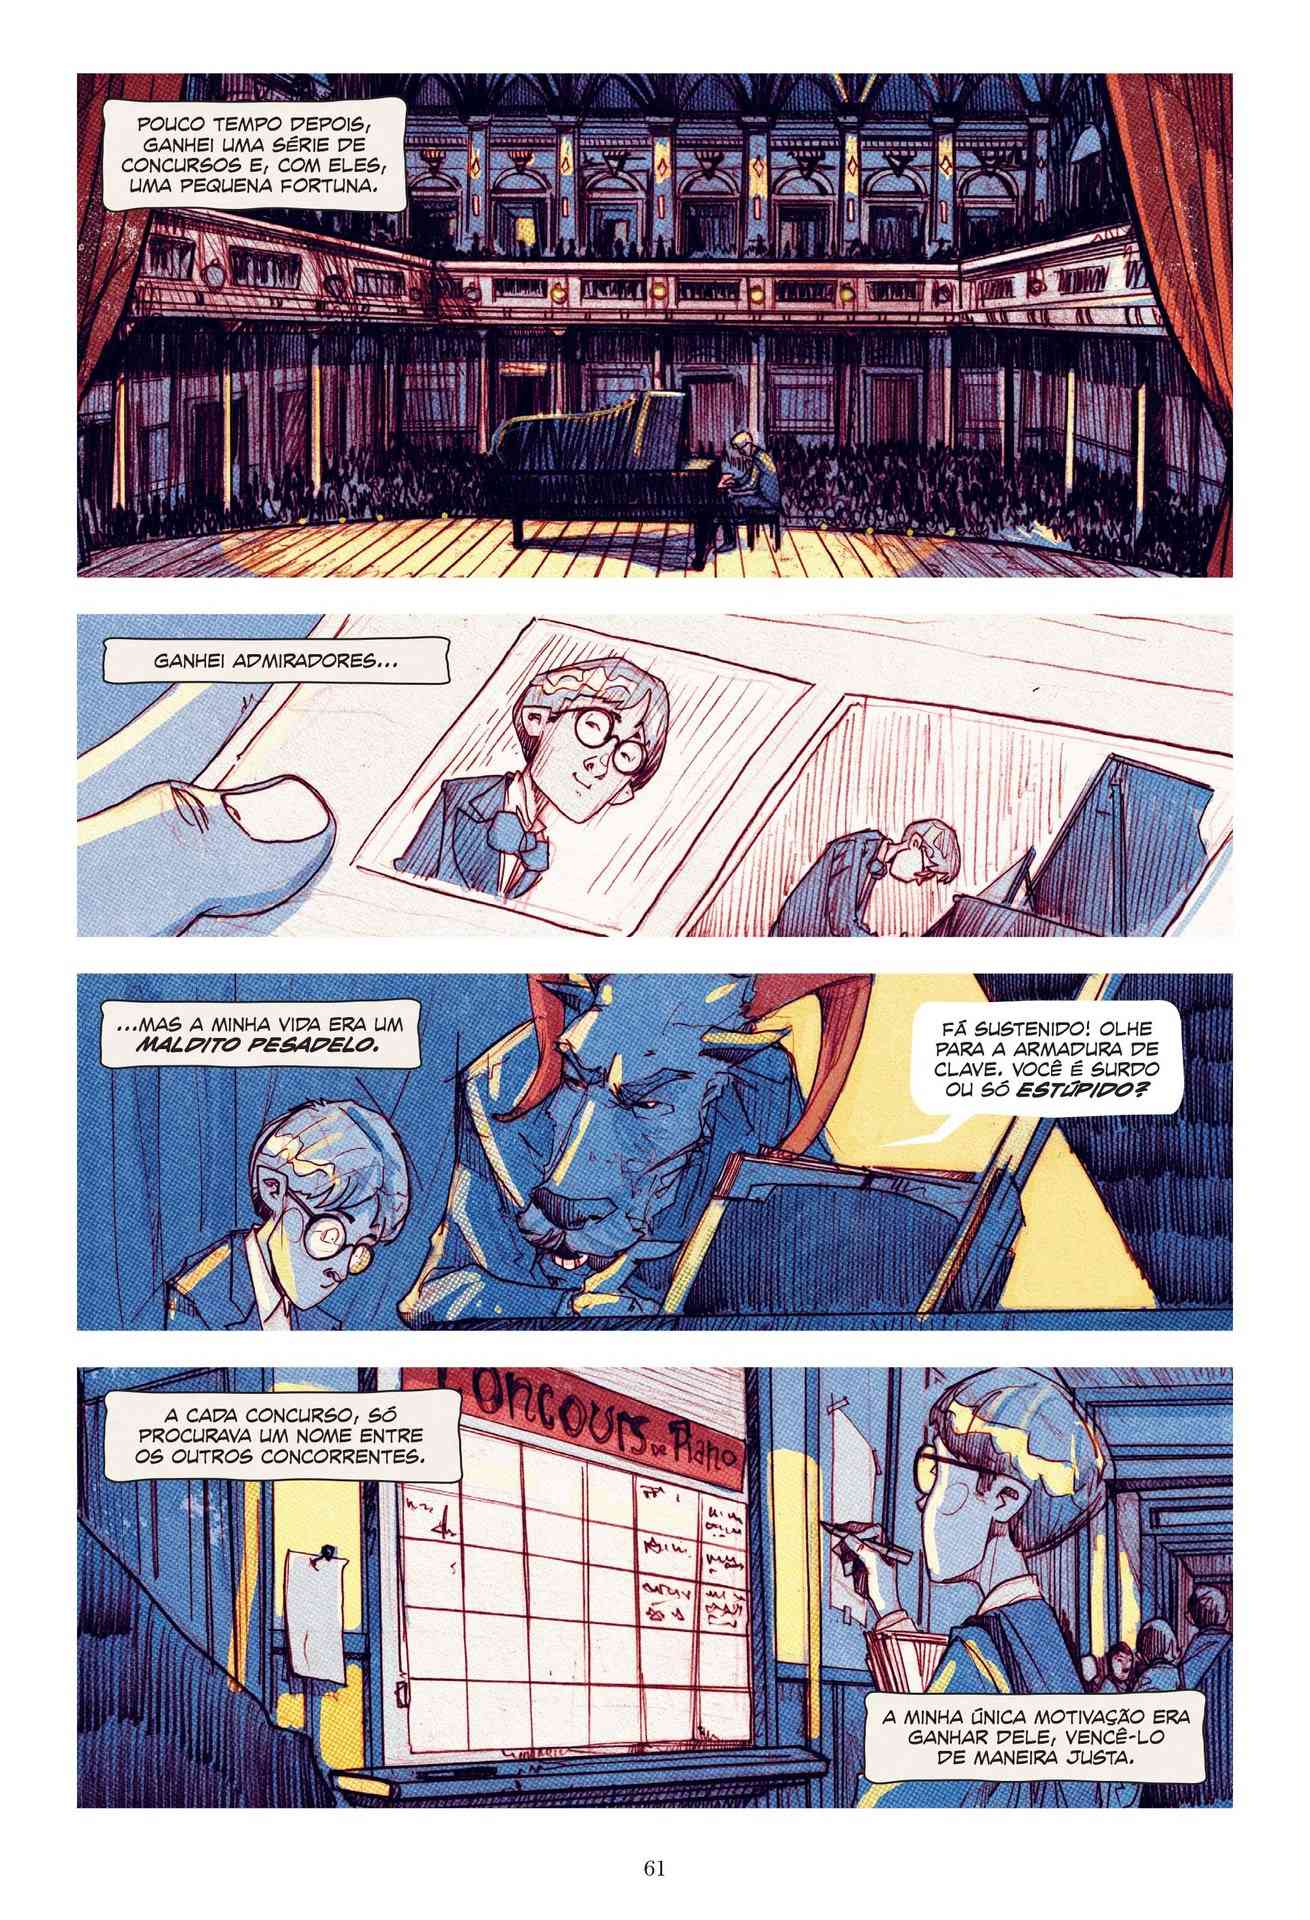 POUCO TEMPO DEPOIS,
GANHEI UMA SÉRIE DE
CONCURSOS E, COM ELES,
UMA PEQUENA FORTUNA.
GANHEI ADMIRADORES...
...MAS A MINHA VIDA ERA UM
MALDITO PESADELO.
FÁ SUSTENIDO! OLHE
PARA A ARMADURA DE
CLAVE. VOCÊ É SURDO
OU SÓ ESTÚPIDO?
A CADA CONCURSO, SÓ
PROCURAVA UM NOME ENTRE
OS OUTROS CONCORRENTES.
Concours de Piano
A MINHA ÚNICA MOTIVAÇÃO ERA
GANHAR DELE, VENCÊ-LO
DE MANEIRA JUSTA.
61